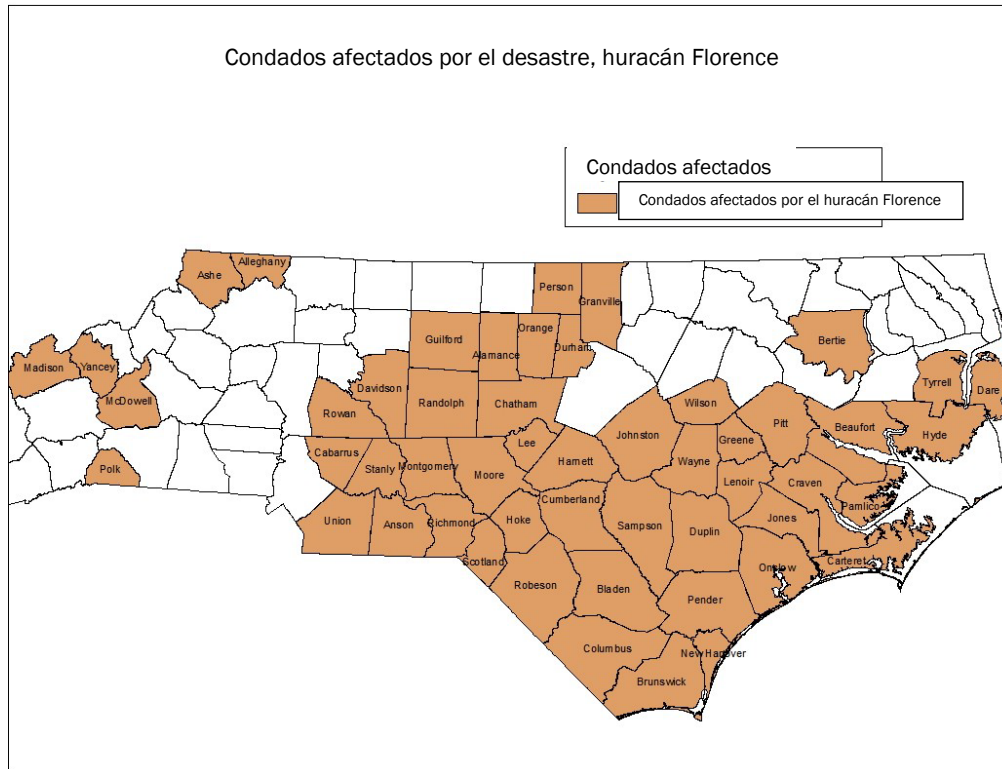 Condados afectados por el desastre, huracán Florence
Condados afectados
Condados afectados por el huracán Florence
Ashe
Alleghany
Person
Granville
Orange
Guilford
Alamance
Durham
Bertie
Madison
Yancey
McDowell
Davidson
Randolph
Chatham
Rowan
Tyrrell
Dare
Wilson
Pitt
Beaufort
Hyde
Lee
Johnston
Greene
Cabarrus
Stanly
Montgomery
Moore
Harnett
Wayne
Lenoir
Craven
Polk
Cumberland
Pamlico
Union
Anson
Richmond
Hoke
Sampson
Duplin
Jones
Scotland
Onslow
Carteret
Robeson
Bladen
Pender
Columbus
New Hanover
Brunswick